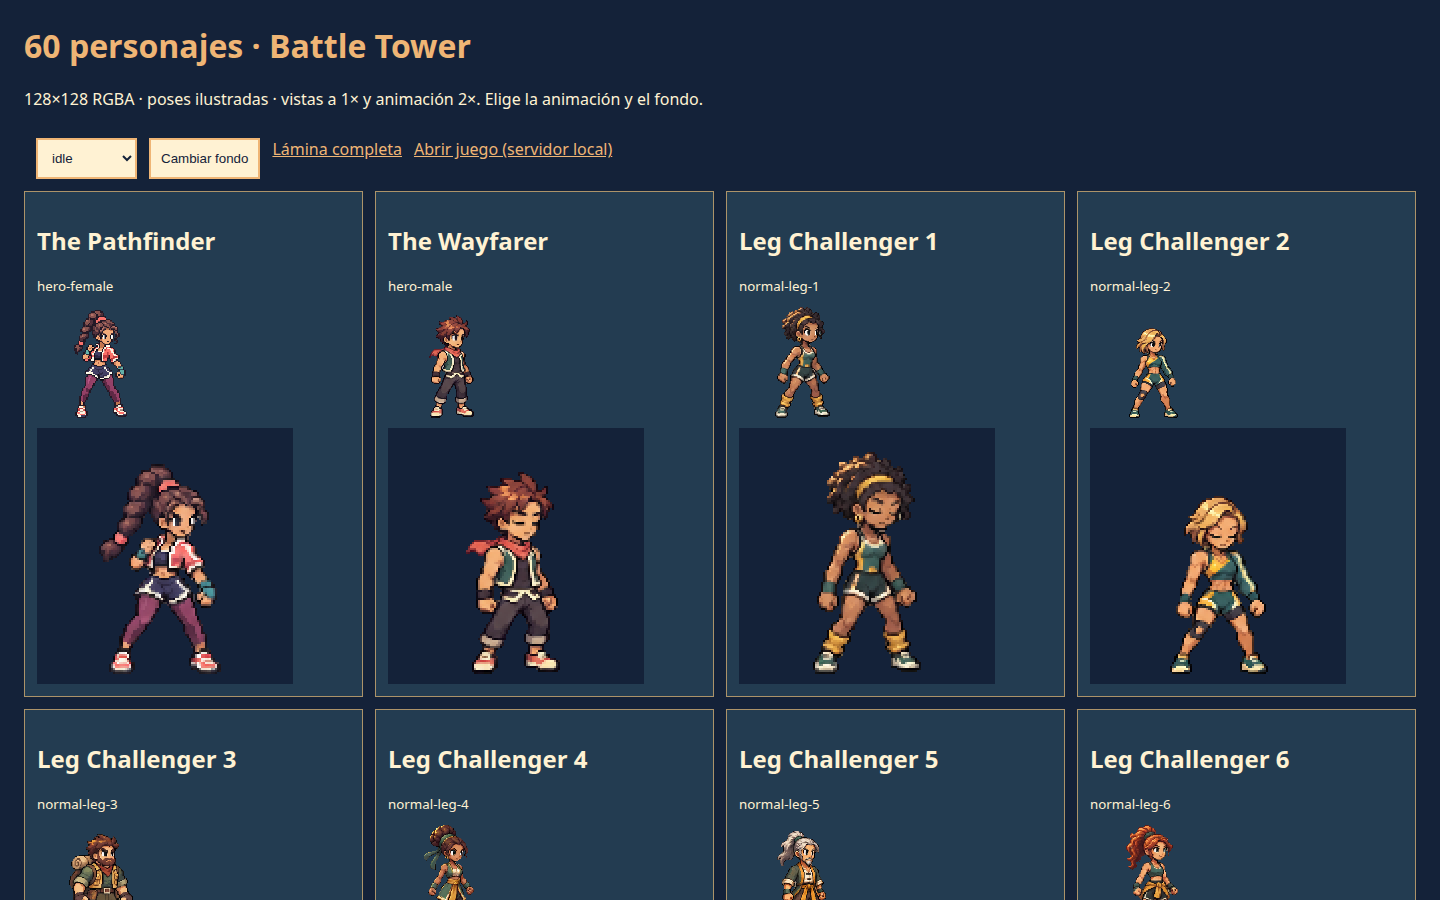 60 personajes · Battle Tower
128×128 RGBA · poses ilustradas · vistas a 1× y animación 2×. Elige la animación y el fondo.
idle Cambiar fondo Lámina completa Abrir juego (servidor local)
The Pathfinder
hero-female
The Wayfarer
hero-male
Leg Challenger 1
normal-leg-1
Leg Challenger 2
normal-leg-2
Leg Challenger 3
normal-leg-3
Leg Challenger 4
normal-leg-4
Leg Challenger 5
normal-leg-5
Leg Challenger 6
normal-leg-6